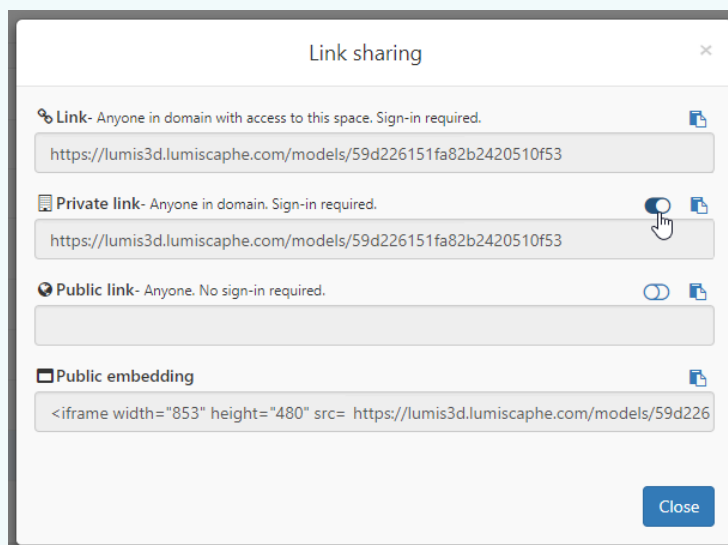 Link sharing
×
Link- Anyone in domain with access to this space. Sign-in required.
https://lumis3d.lumiscaphe.com/models/59d226151fa82b2420510f53
Private link- Anyone in domain. Sign-in required.
https://lumis3d.lumiscaphe.com/models/59d226151fa82b2420510f53
Public link- Anyone. No sign-in required.
Public embedding
<iframe width="853" height="480" src= https://lumis3d.lumiscaphe.com/models/59d226
Close